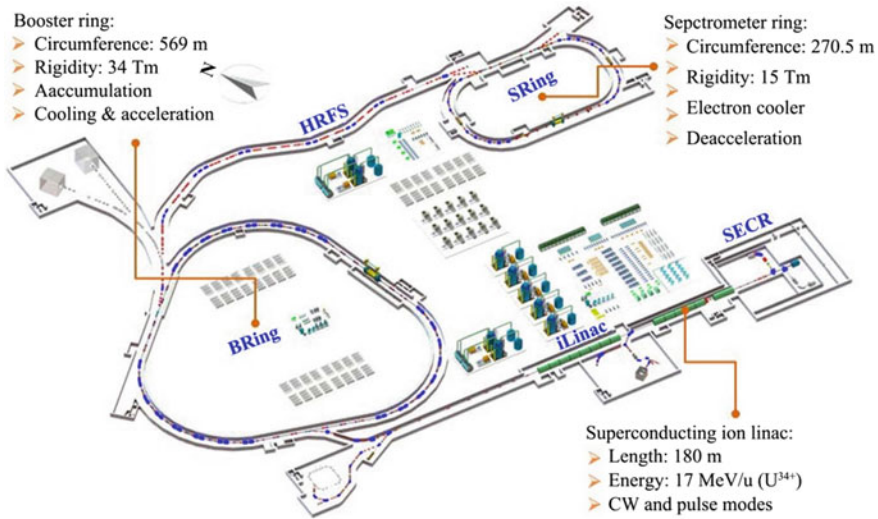 Booster ring:
Circumference: 569 m
Rigidity: 34 Tm
Aaccumulation
Cooling & acceleration
N
HRFS
SRing
Sepctrometer ring:
Circumference: 270.5 m
Rigidity: 15 Tm
Electron cooler
Deacceleration
SECR
BRing
iLinac
Superconducting ion linac:
Length: 180 m
Energy: 17 MeV/u (U³⁴⁺)
CW and pulse modes